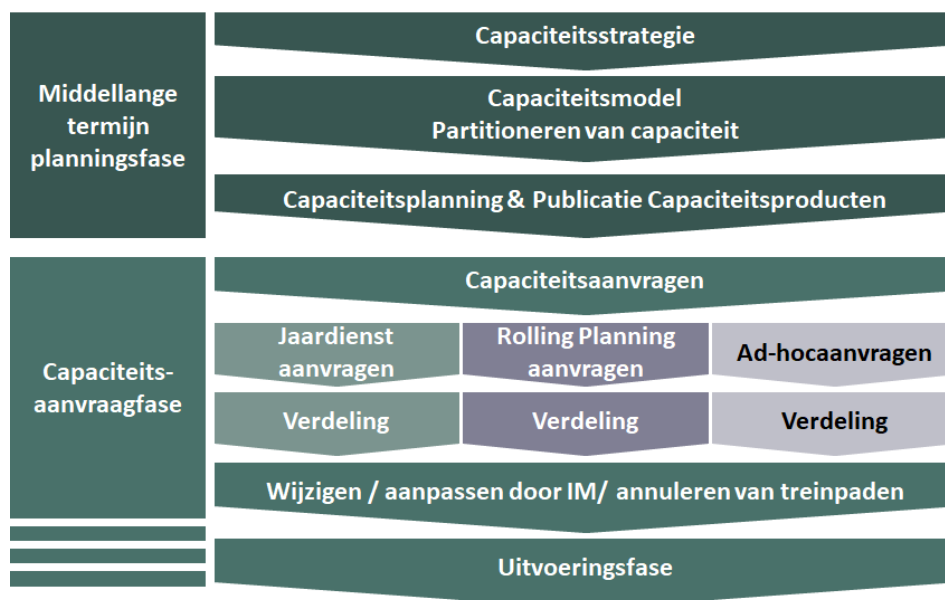 Capaciteitsstrategie
Middellange
termijn
planningsfase
Capaciteitsmodel
Partitioneren van capaciteit
Capaciteitsplanning & Publicatie Capaciteitsproducten
Capaciteitsaanvragen
Capaciteits-
aanvraagfase
Jaardienst
aanvragen
Rolling Planning
aanvragen
Ad-hocaanvragen
Verdeling
Verdeling
Verdeling
Wijzigen / aanpassen door IM/ annuleren van treinpaden
Uitvoeringsfase